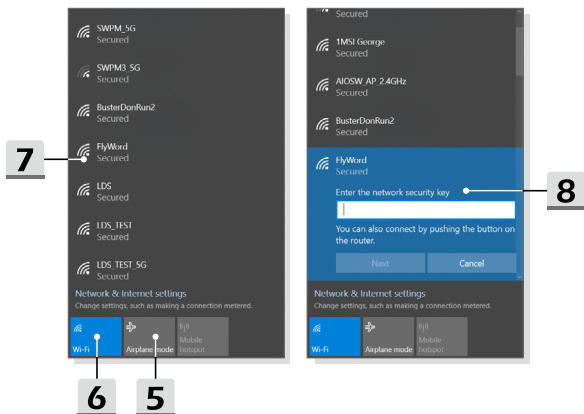 SWPM_5G
Secured
SWPM3_5G
Secured
BusterDonRun2
Secured
FlyWord
Secured
LDS
Secured
LDS_TEST
Secured
LDS_TEST_5G
Secured
Network & Internet settings
Change settings, such as making a connection metered.
Wi-Fi
Airplane mode
Mobile
hotspot
7
6
5
Secured
1MSI George
Secured
AIOSW_AP_2.4GHz
Secured
BusterDonRun2
Secured
FlyWord
Secured
Enter the network security key
You can also connect by pushing the button on
the router.
Next
Cancel
Network & Internet settings
Change settings, such as making a connection metered.
Wi-Fi
Airplane mode
Mobile
hotspot
8